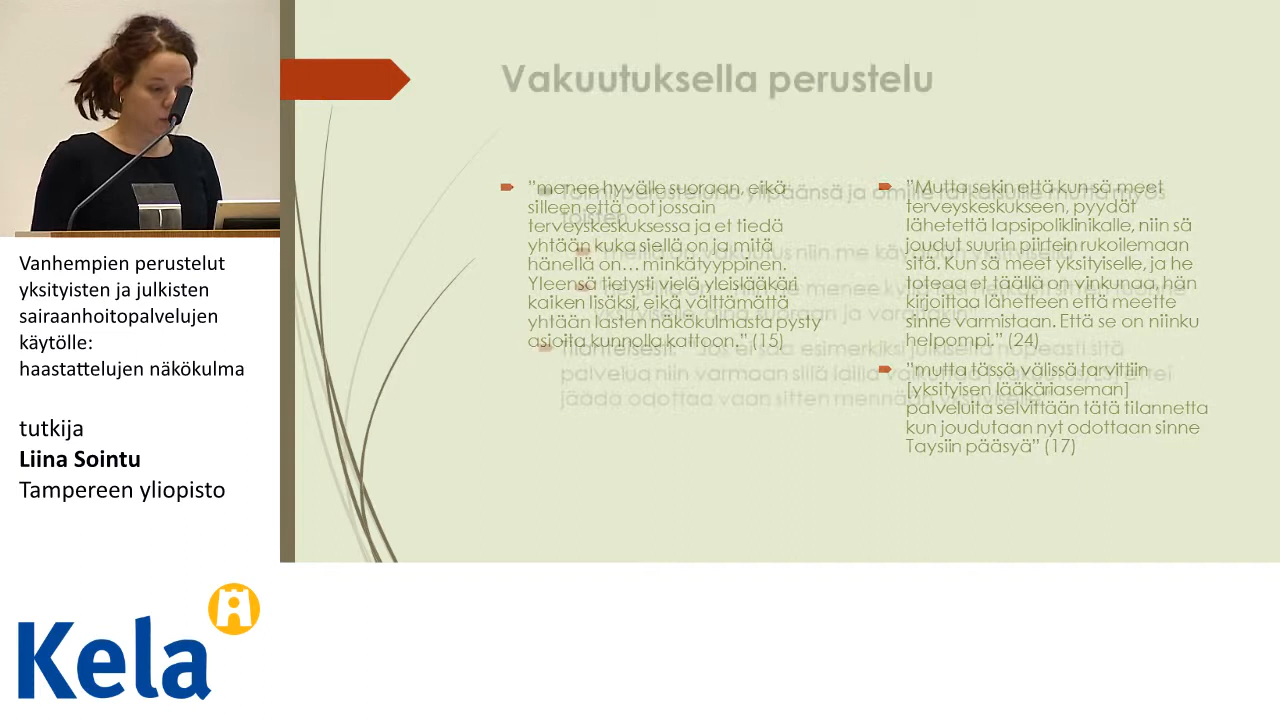 Vakuutuksella perustelu
”menee hyvälle suoraan, eikä
silleen että oot jossain
terveyskeskuksessa ja et tiedä
yhtään kuka siellä on ja mitä
hänellä on… minkätyyppinen.
Yleensä tietysti vielä yleislääkäri
kaiken lisäksi, eikä välttämättä
yhtään lasten näkökulmasta pysty
asioita kunnolla kattoon.” (15)
”Mutta sekin että kun sä meet
terveyskeskukseen, pyydät
lähetettä lapsipoliklinikalle, niin sä
joudut suurin piirtein rukoilemaan
sitä. Kun sä meet yksityiselle, ja he
toteaa et täällä on vinkunaa, hän
kirjoittaa lähetteen että meette
sinne varmistaan. Että se on niinku
helpompi.” (24)
”mutta tässä välissä tarvittiin
[yksityisen lääkäriaseman]
palveluita selvittään tätä tilannetta
kun joudutaan nyt odottaan sinne
Taysiin pääsyä” (17)
Vanhempien perustelut
yksityisten ja julkisten
sairaanhoitopalvelujen
käytölle:
haastattelujen näkökulma
tutkija
Liina Sointu
Tampereen yliopisto
Kela